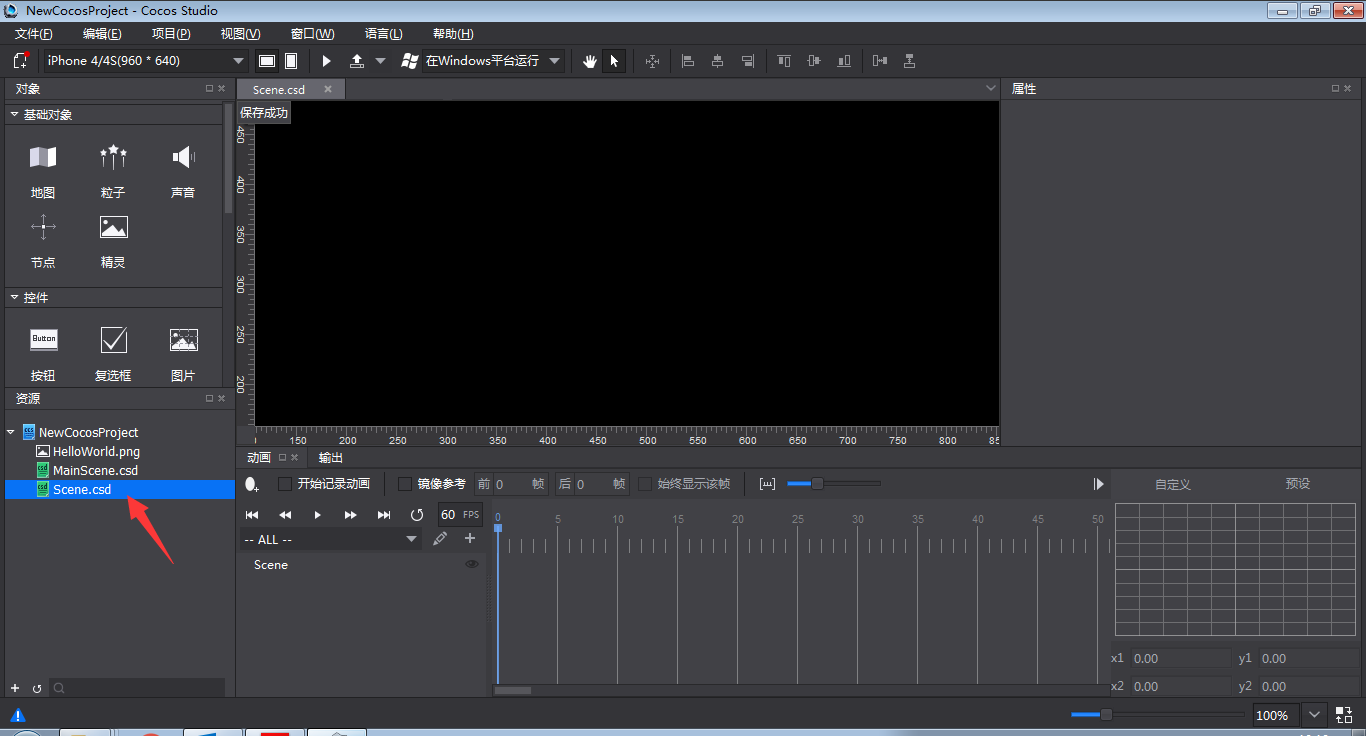 NewCocosProject - Cocos Studio
文件(F) 编辑(E) 项目(P) 视图(V) 窗口(W) 语言(L) 帮助(H)
iPhone 4/4S(960 * 640) 在Windows平台运行
对象
Scene.csd
属性
保存成功
基础对象
地图 粒子 声音
节点 精灵
控件
Button
按钮 复选框 图片
450
400
350
300
250
200
150 200 250 300 350 400 450 500 550 600 650 700 750 800 85
资源
NewCocosProject
HelloWorld.png
MainScene.csd
Scene.csd
动画 输出
开始记录动画 镜像参考 前 0 帧 后 0 帧 始终显示该帧
自定义 预设
60 FPS
0 5 10 15 20 25 30 35 40 45 50
-- ALL --
Scene
x1 0.00 y1 0.00
x2 0.00 y2 0.00
100%